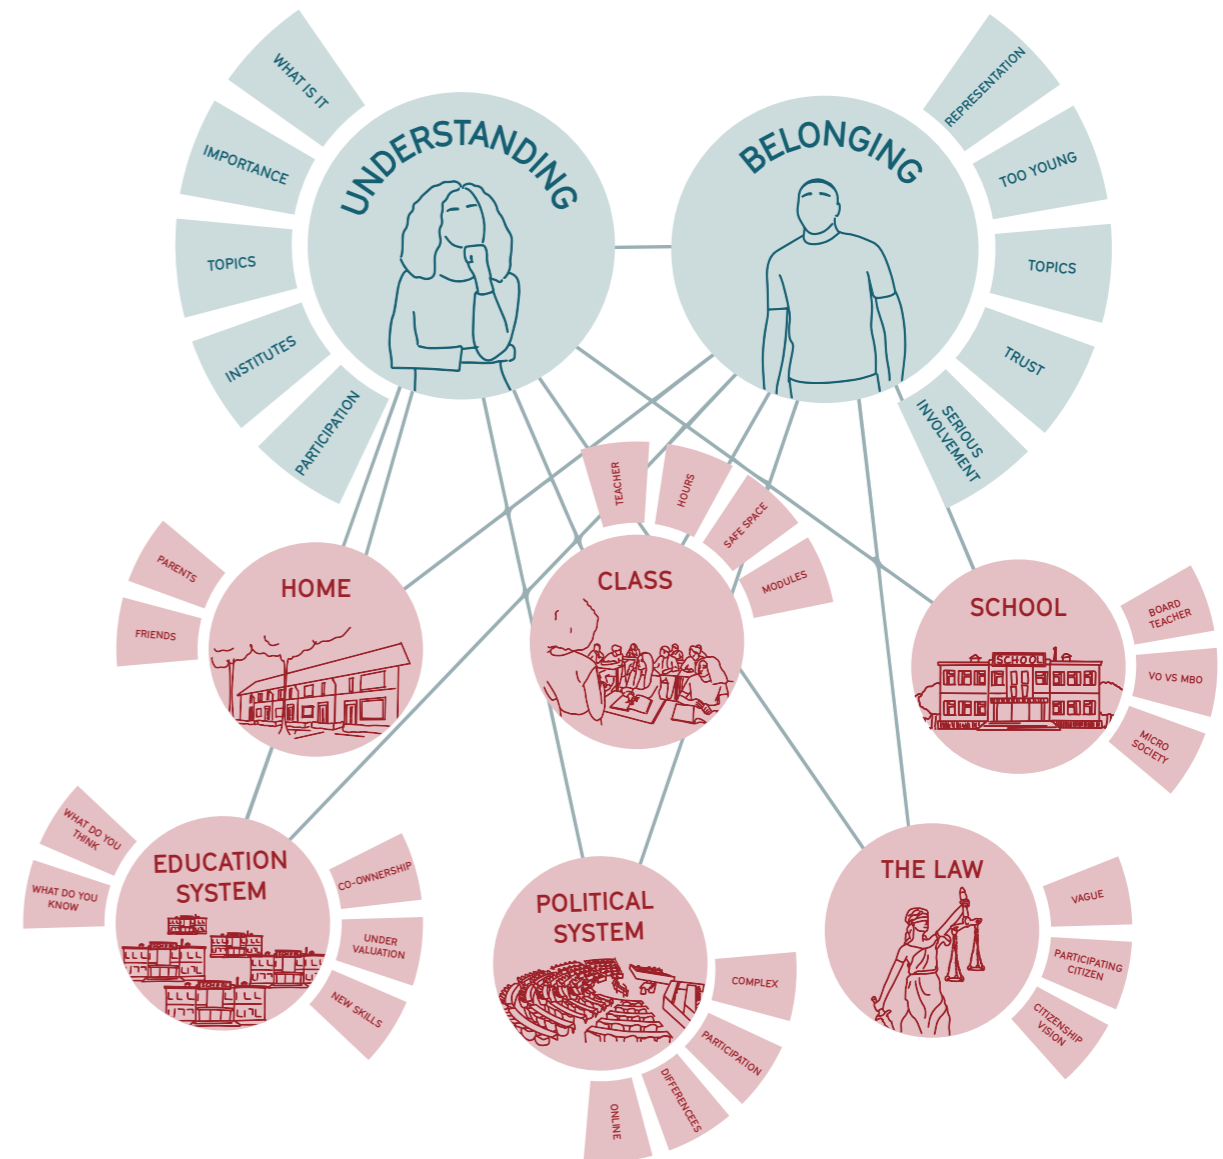 UNDERSTANDING
WHAT IS IT
IMPORTANCE
TOPICS
INSTITUTES
PARTICIPATION
BELONGING
REPRESENTATION
TOO YOUNG
TOPICS
TRUST
SERIOUS
INVOLVEMENT
HOME
PARENTS
FRIENDS
CLASS
TEACHER
HOURS
SAFE SPACE
MODULES
SCHOOL
SCHOOL
BOARD
TEACHER
VO VS MBO
MICRO
SOCIETY
EDUCATION
SYSTEM
WHAT DO YOU
THINK
WHAT DO YOU
KNOW
CO-OWNERSHIP
UNDER
VALUATION
NEW SKILLS
POLITICAL
SYSTEM
COMPLEX
PARTICIPATION
DIFFERENCEES
ONLINE
THE LAW
VAGUE
PARTICIPATING
CITIZEN
CITIZENSHIP
VISION